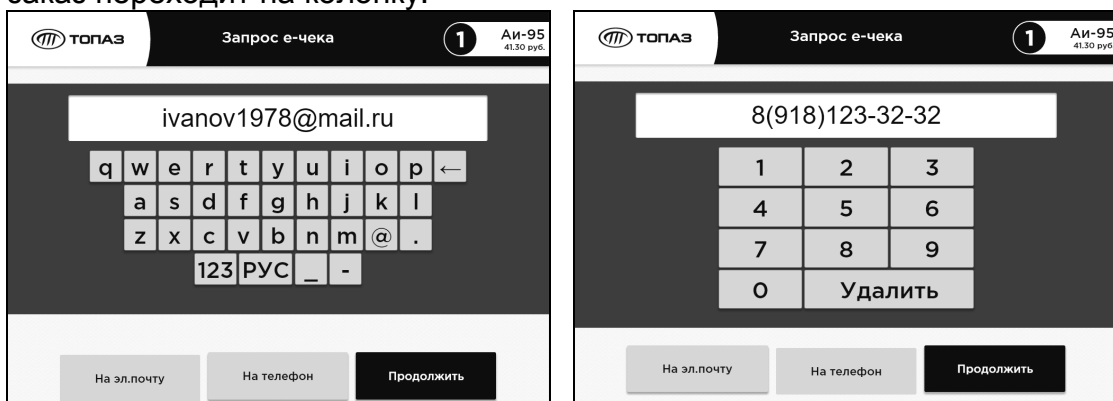 заказ переходит на колонку.
ТОПАЗ
Запрос е-чека
1
Аи-95
41.30 руб.
ivanov1978@mail.ru
q w e r t y u i o p ←
a s d f g h j k l
z x c v b n m @ .
123 РУС _ -
На эл.почту
На телефон
Продолжить
ТОПАЗ
Запрос е-чека
1
Аи-95
41.30 руб.
8(918)123-32-32
1 2 3
4 5 6
7 8 9
0 Удалить
На эл.почту
На телефон
Продолжить